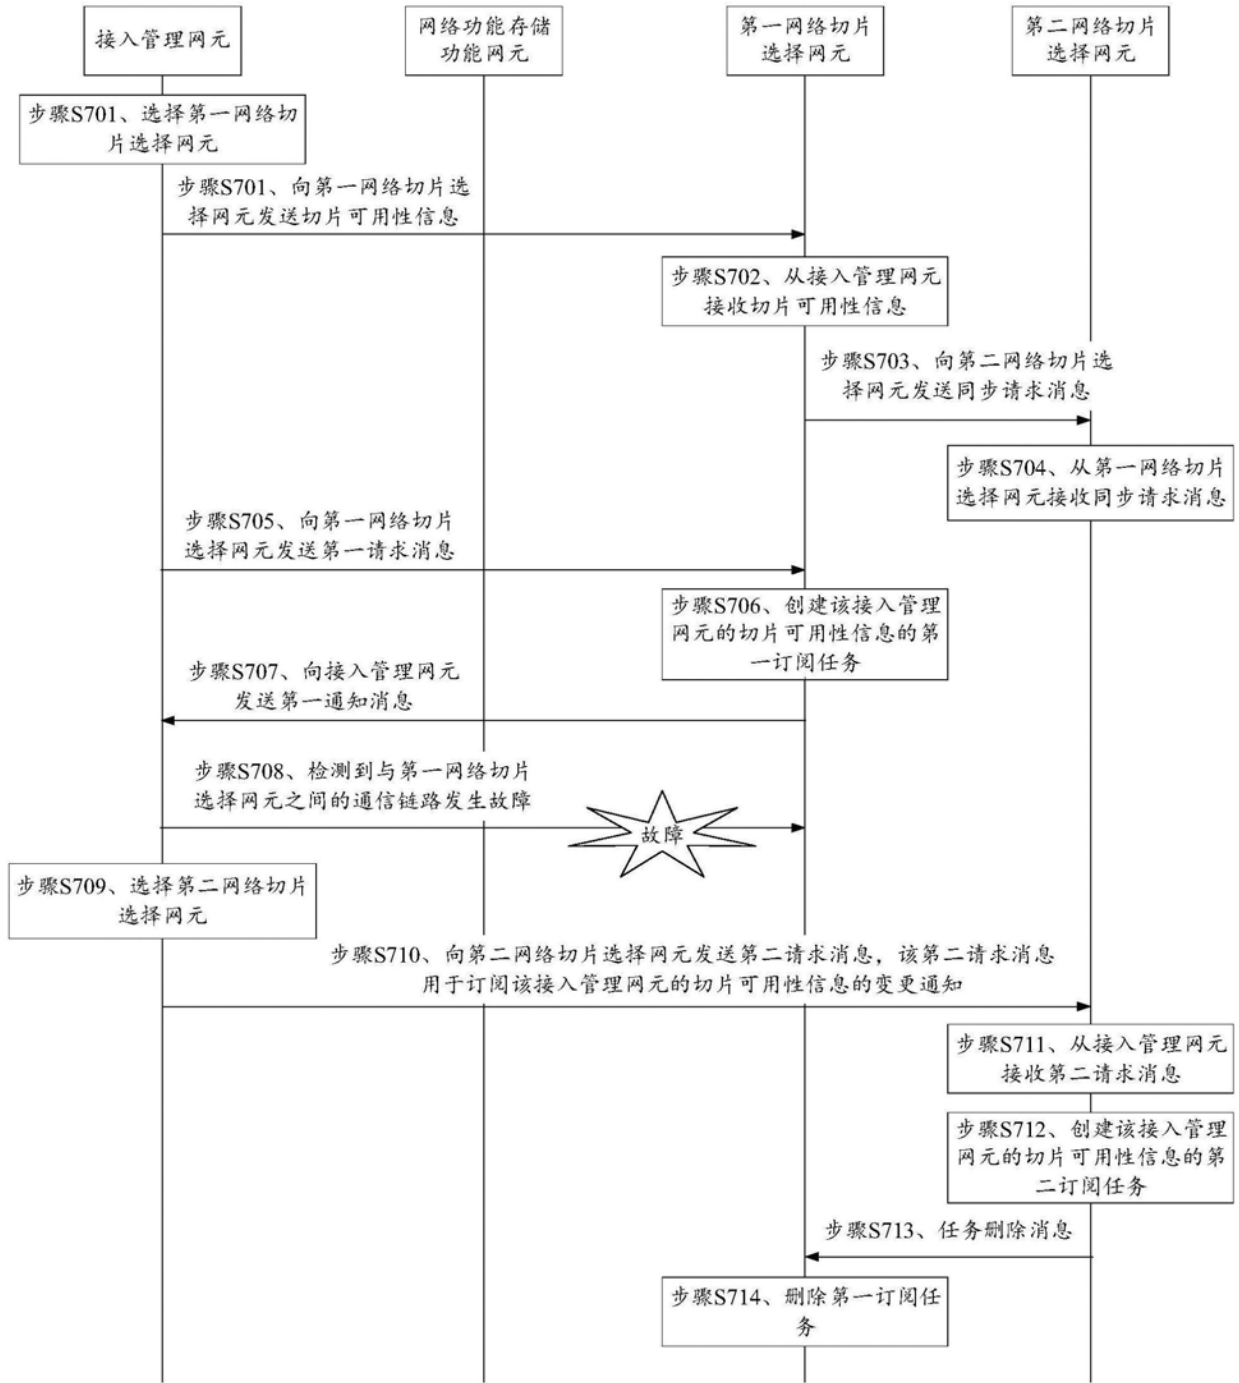 接入管理网元
网络功能存储
功能网元
第一网络切片
选择网元
第二网络切片
选择网元
步骤S701、选择第一网络切
片选择网元
步骤S701、向第一网络切片选
择网元发送切片可用性信息
步骤S702、从接入管理网元
接收切片可用性信息
步骤S703、向第二网络切片选
择网元发送同步请求消息
步骤S704、从第一网络切片
选择网元接收同步请求消息
步骤S705、向第一网络切片
选择网元发送第一请求消息
步骤S706、创建该接入管理
网元的切片可用性信息的第
一订阅任务
步骤S707、向接入管理网元
发送第一通知消息
步骤S708、检测到与第一网络切片
选择网元之间的通信链路发生故障
故障
步骤S709、选择第二网络切片
选择网元
步骤S710、向第二网络切片选择网元发送第二请求消息，该第二请求消息
用于订阅该接入管理网元的切片可用性信息的变更通知
步骤S711、从接入管理网元
接收第二请求消息
步骤S712、创建该接入管理
网元的切片可用性信息的第
二订阅任务
步骤S713、任务删除消息
步骤S714、删除第一订阅任
务